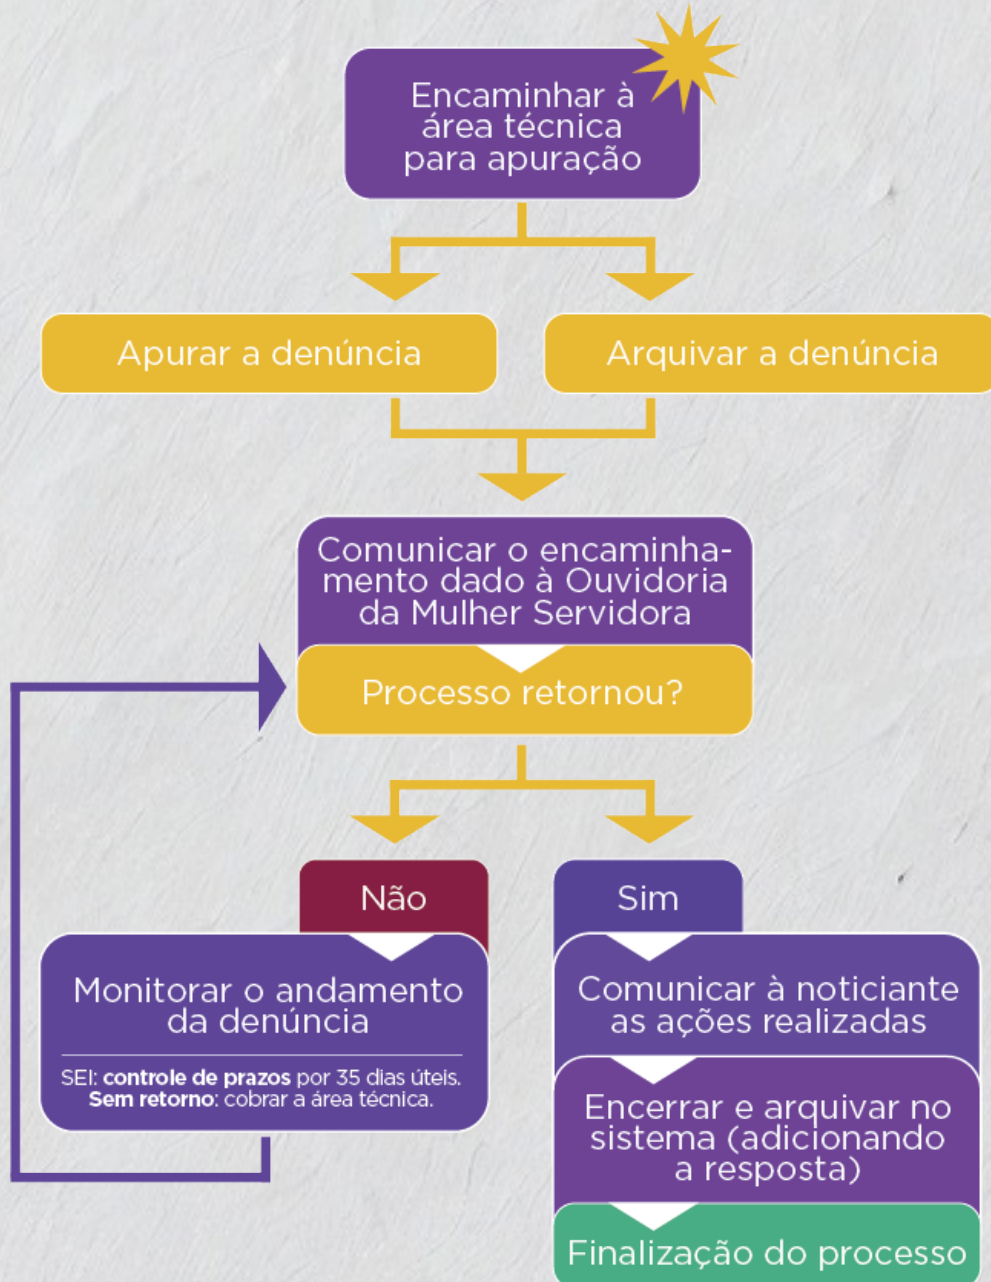 Encaminhar à
área técnica
para apuração
Apurar a denúncia
Arquivar a denúncia
Comunicar o encaminha-
mento dado à Ouvidoria
da Mulher Servidora
Processo retornou?
Não
Monitorar o andamento
da denúncia
SEI: controle de prazos por 35 dias úteis.
Sem retorno: cobrar a área técnica.
Sim
Comunicar à noticiante
as ações realizadas
Encerrar e arquivar no
sistema (adicionando
a resposta)
Finalização do processo